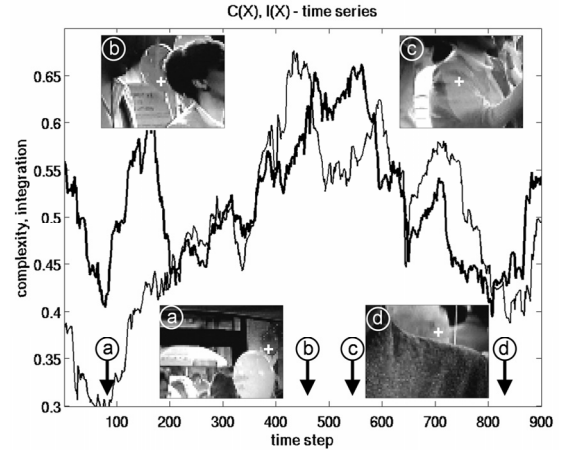 C(X), I(X) - time series
b
c
0.65
0.6
0.55
0.5
0.45
0.4
0.35
0.3
complexity, integration
a
d
a
b
c
d
100
200
300
400
500
600
700
800
900
time step